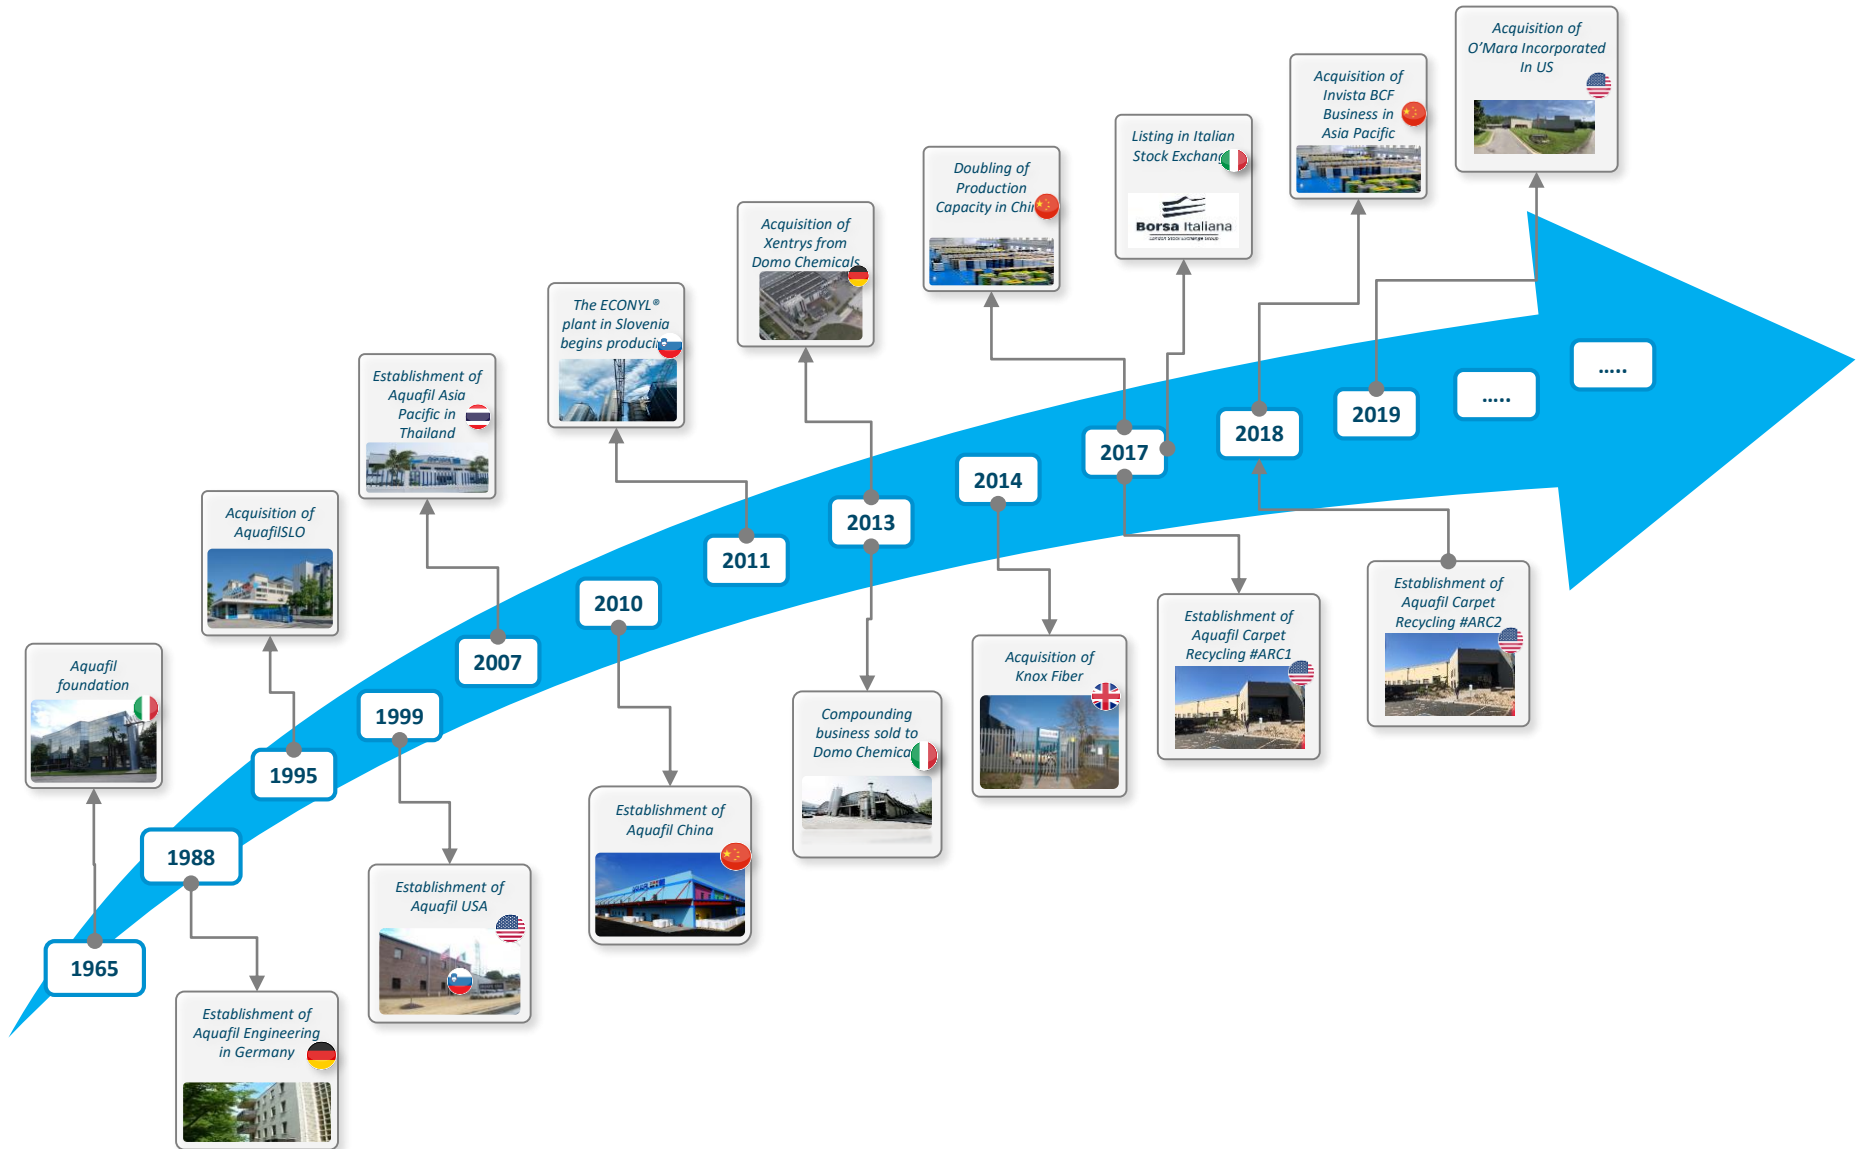 Acquisition of
O'Mara Incorporated
In US
Acquisition of
Invista BCF
Business in
Asia Pacific
Listing in Italian
Stock Exchang
Borsa Italiana
London Stock Exchange Group
Doubling of
Production
Capacity in Chin
Acquisition of
Xentrys from
Domo Chemicals
The ECONYL®
plant in Slovenia
begins produci
Establishment of
Aquafil Asia
Pacific in
Thailand
Acquisition of
AquafilSLO
Aquafil
foundation
1965
1988
1995
1999
2007
2010
2011
2013
2014
2017
2018
2019
.....
.....
Establishment of
Aquafil Engineering
in Germany
Establishment of
Aquafil USA
Establishment of
Aquafil China
Compounding
business sold to
Domo Chemica
Acquisition of
Knox Fiber
Establishment of
Aquafil Carpet
Recycling #ARC1
Establishment of
Aquafil Carpet
Recycling #ARC2